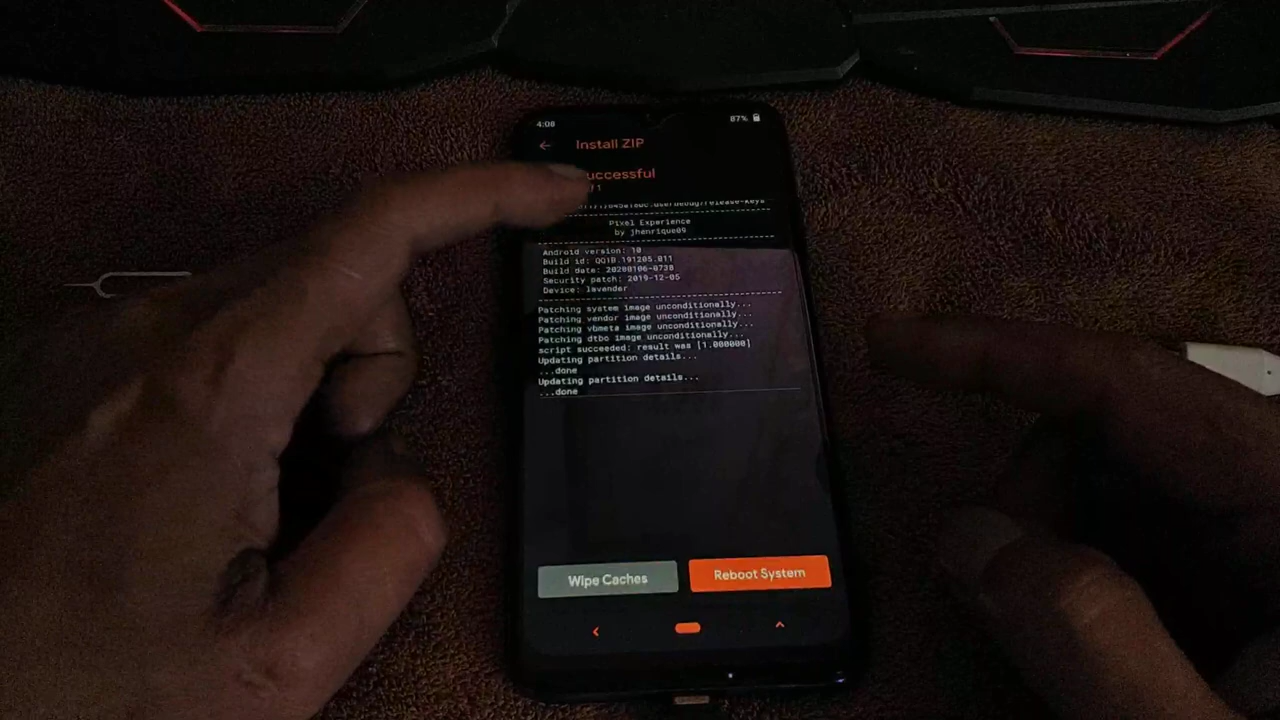 4:08
87%
Install ZIP
uccessful
/1
Pixel Experience
by jhenrique09
Android version: 10
Build id: QQ1B.191205.011
Build date: 20200106-0738
Security patch: 2019-12-05
Device: lavender
Patching system image unconditionally...
Patching vendor image unconditionally...
Patching vbmeta image unconditionally...
Patching dtbo image unconditionally...
script succeeded: result was [1.000000]
Updating partition details...
...done
Updating partition details...
...done
Wipe Caches
Reboot System